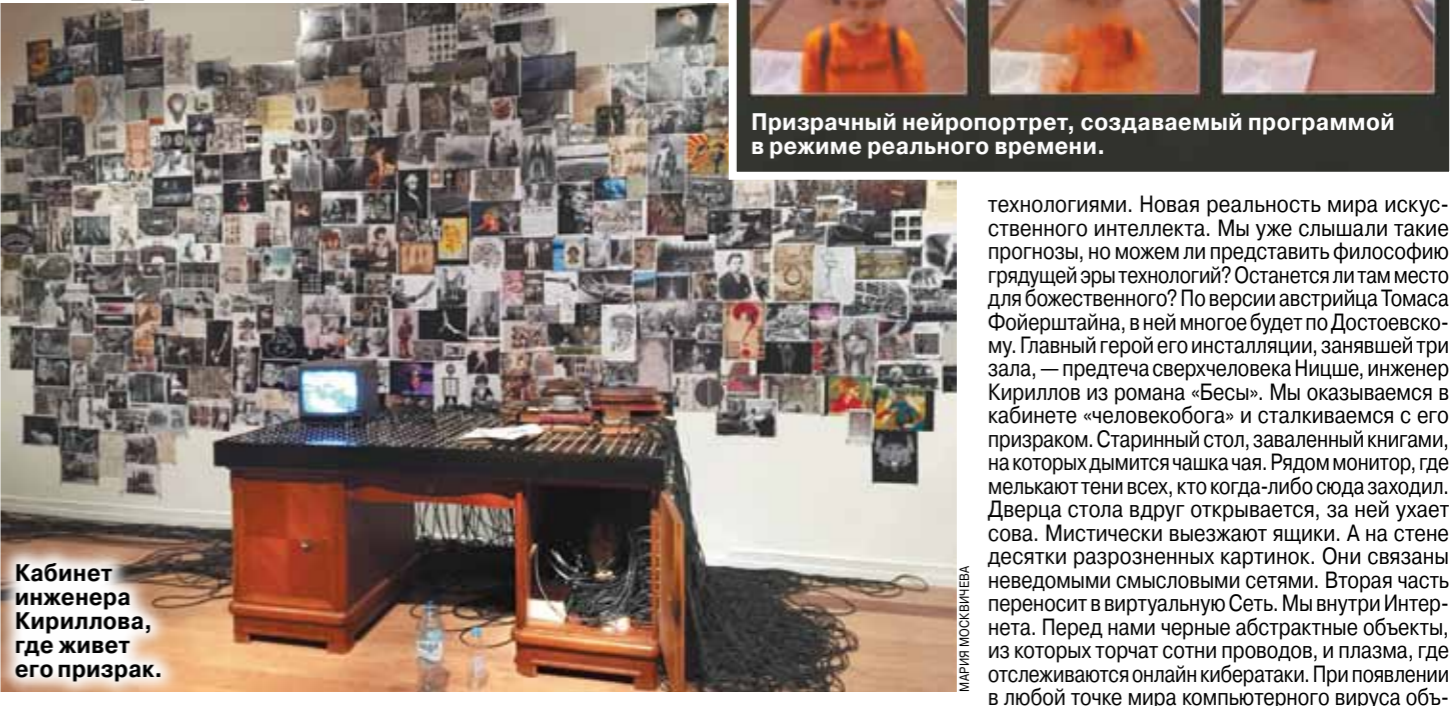 Призрачный нейропортрет, создаваемый программой
в режиме реального времени.
технологиями. Новая реальность мира искус-
ственного интеллекта. Мы уже слышали такие
прогнозы, но можем ли представить философию
грядущей эры технологий? Останется ли там место
для божественного? По версии австрийца Томаса
Фойерштайна, в ней многое будет по Достоевско-
му. Главный герой его инсталляции, занявшей три
зала, — предтеча сверхчеловека Ницше, инженер
Кириллов из романа «Бесы». Мы оказываемся в
кабинете «человекобога» и сталкиваемся с его
призраком. Старинный стол, заваленный книгами,
на которых дымится чашка чая. Рядом монитор, где
мелькают тени всех, кто когда-либо сюда заходил.
Дверца стола вдруг открывается, за ней ухает
сова. Мистически выезжают ящики. А на стене
десятки разрозненных картинок. Они связаны
неведомыми смысловыми сетями. Вторая часть
переносит в виртуальную Сеть. Мы внутри Интер-
нета. Перед нами черные абстрактные объекты,
из которых торчат сотни проводов, и плазма, где
отслеживаются онлайн кибератаки. При появлении
в любой точке мира компьютерного вируса объ-
Кабинет
инженера
Кириллова,
где живет
его призрак.
МАРИЯ МОСКВИЧЕВА